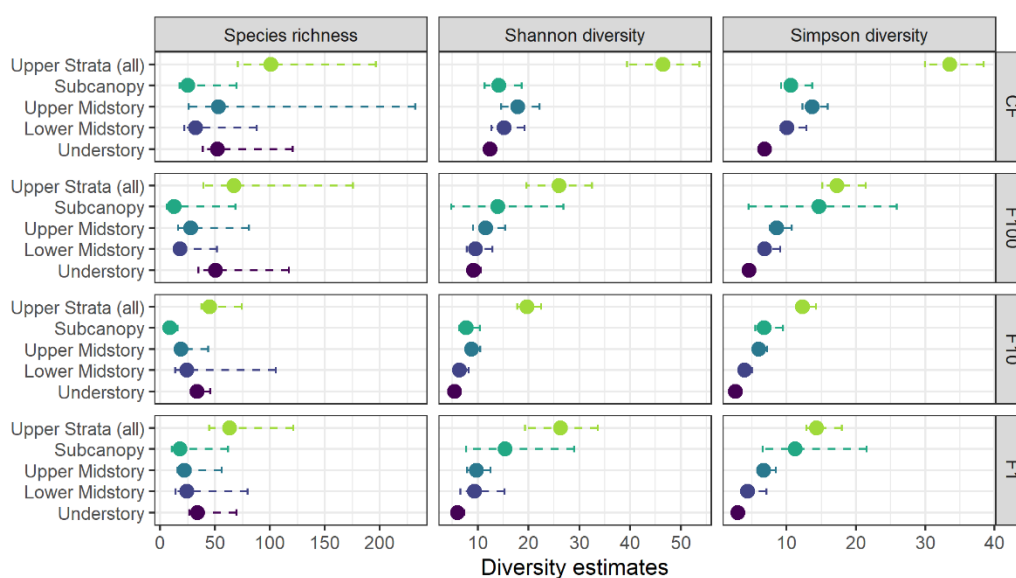 Species richness Shannon diversity Simpson diversity
Upper Strata (all)
Subcanopy
Upper Midstory
Lower Midstory
Understory
CF
Upper Strata (all)
Subcanopy
Upper Midstory
Lower Midstory
Understory
F100
Upper Strata (all)
Subcanopy
Upper Midstory
Lower Midstory
Understory
F10
Upper Strata (all)
Subcanopy
Upper Midstory
Lower Midstory
Understory
F1
0 50 100 150 200 10 20 30 40 50 10 20 30 40
Diversity estimates